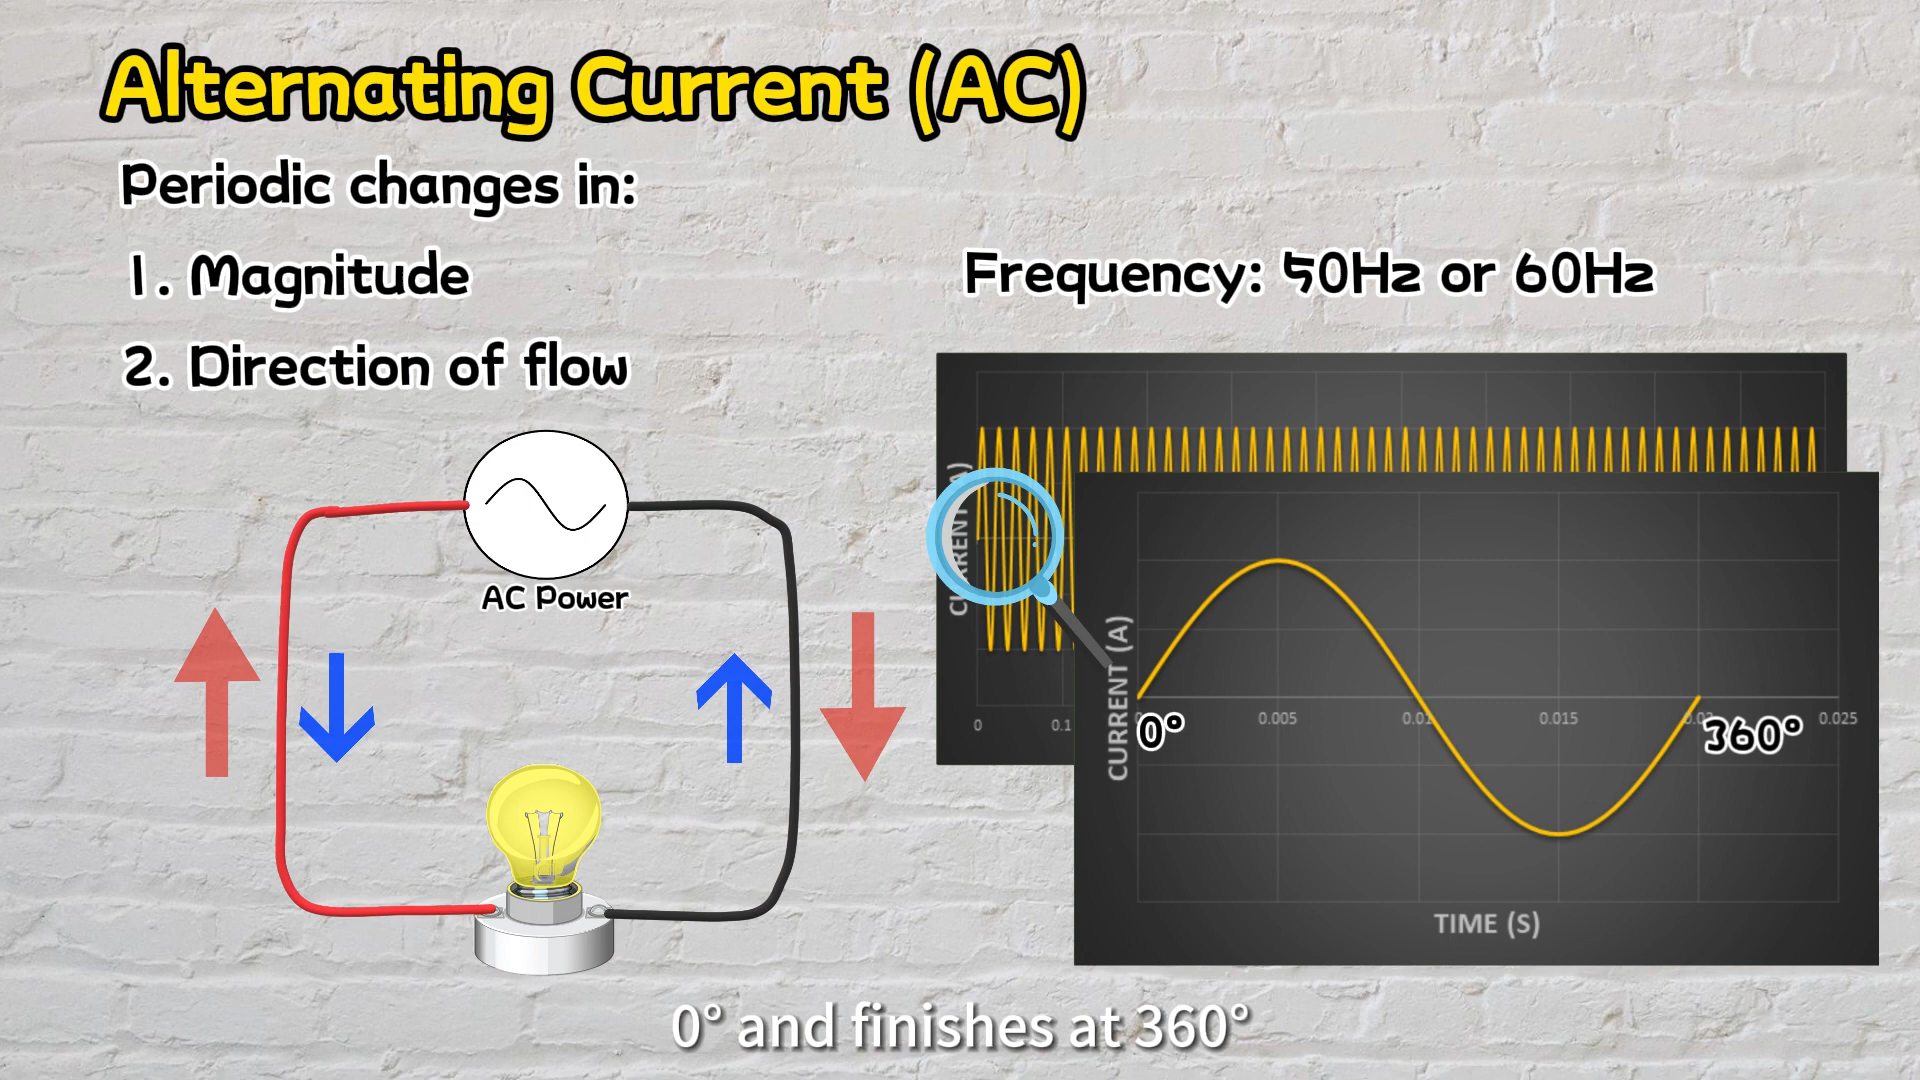 Alternating Current (AC)
Periodic changes in:
1. Magnitude
2. Direction of flow
AC Power
Frequency: 50Hz or 60Hz
0
0.1
CURRENT (A)
0°
0.005
0.01
0.015
360°
0.025
TIME (S)
0° and finishes at 360°